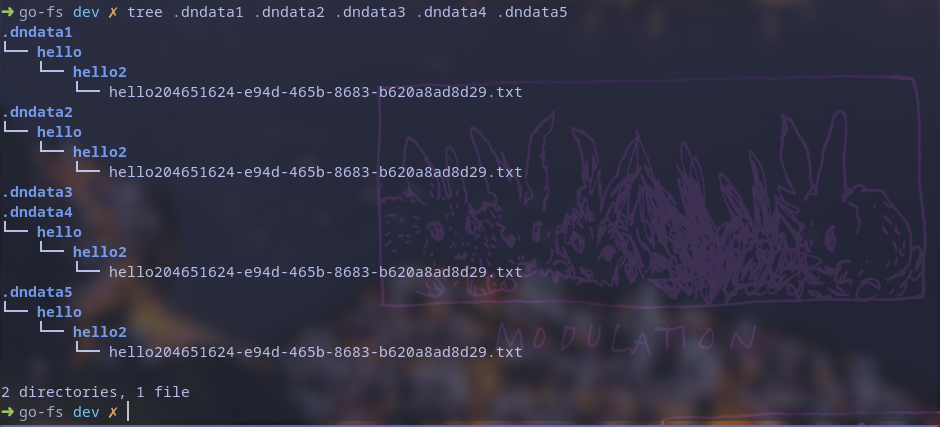 ➜ go-fs dev ✗ tree .dndata1 .dndata2 .dndata3 .dndata4 .dndata5
.dndata1
└── hello
    └── hello2
        └── hello204651624-e94d-465b-8683-b620a8ad8d29.txt
.dndata2
└── hello
    └── hello2
        └── hello204651624-e94d-465b-8683-b620a8ad8d29.txt
.dndata3
.dndata4
└── hello
    └── hello2
        └── hello204651624-e94d-465b-8683-b620a8ad8d29.txt
.dndata5
└── hello
    └── hello2
        └── hello204651624-e94d-465b-8683-b620a8ad8d29.txt
MODULATION
2 directories, 1 file
➜ go-fs dev ✗